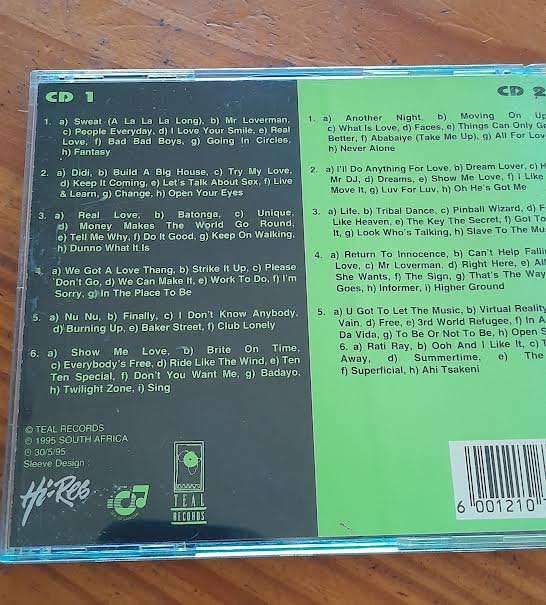 CD 1
1. a) Sweat (A La La La Long), b) Mr Loverman,
c) People Everyday, d) I Love Your Smile, e) Real
Love, f) Bad Bad Boys, g) Going In Circles,
h) Fantasy
2. a) Didi, b) Build A Big House, c) Try My Love,
d) Keep It Coming, e) Let's Talk About Sex, f) Live
& Learn, g) Change, h) Open Your Eyes
3. a) Real Love, b) Batonga, c) Unique,
d) Money Makes The World Go Round,
e) Tell Me Why, f) Do It Good, g) Keep On Walking,
h) Dunno What It Is
4. a) We Got A Love Thang, b) Strike It Up, c) Please
Don't Go, d) We Can Make It, e) Work To Do, f) I'm
Sorry, g) In The Place To Be
5. a) Nu Nu, b) Finally, c) I Don't Know Anybody,
d) Burning Up, e) Baker Street, f) Club Lonely
6. a) Show Me Love, b) Brite On Time,
c) Everybody's Free, d) Ride Like The Wind, e) Ten
Ten Special, f) Don't You Want Me, g) Badayo,
h) Twilight Zone, i) Sing
© TEAL RECORDS
© 1995 SOUTH AFRICA
℗ 30/5/95
Sleeve Design :
Hi-Res
TEAL
RECORDS
CD 2
1. a) Another Night, b) Moving On Up
c) What Is Love, d) Faces, e) Things Can Only
Better, f) Ababaiye (Take Me Up), g) All For
h) Never Alone
2. a) I'll Do Anything For Love, b) Dream Lover, c)
Mr DJ, d) Dreams, e) Show Me Love, f) I Like
Move It, g) Luv For Luv, h) Oh He's Got Me
3. a) Life, b) Tribal Dance, c) Pinball Wizard, d)
Like Heaven, e) The Key The Secret, f) Got
It, g) Look Who's Talking, h) Slave To The
4. a) Return To Innocence, b) Can't Help
Love, c) Mr Loverman, d) Right Here, e)
She Wants, f) The Sign, g) That's The Way
Goes, h) Informer, i) Higher Ground
5. a) U Got To Let The Music, b) Virtual Reality
Vain, d) Free, e) 3rd World Refugee, f) In A
Da Vida, g) To Be Or Not To Be, h) Open
6. a) Rati Ray, b) Ooh And I Like It, c)
Away, d) Summertime, e) The
f) Superficial, h) Ahi Tsakeni
6 001210